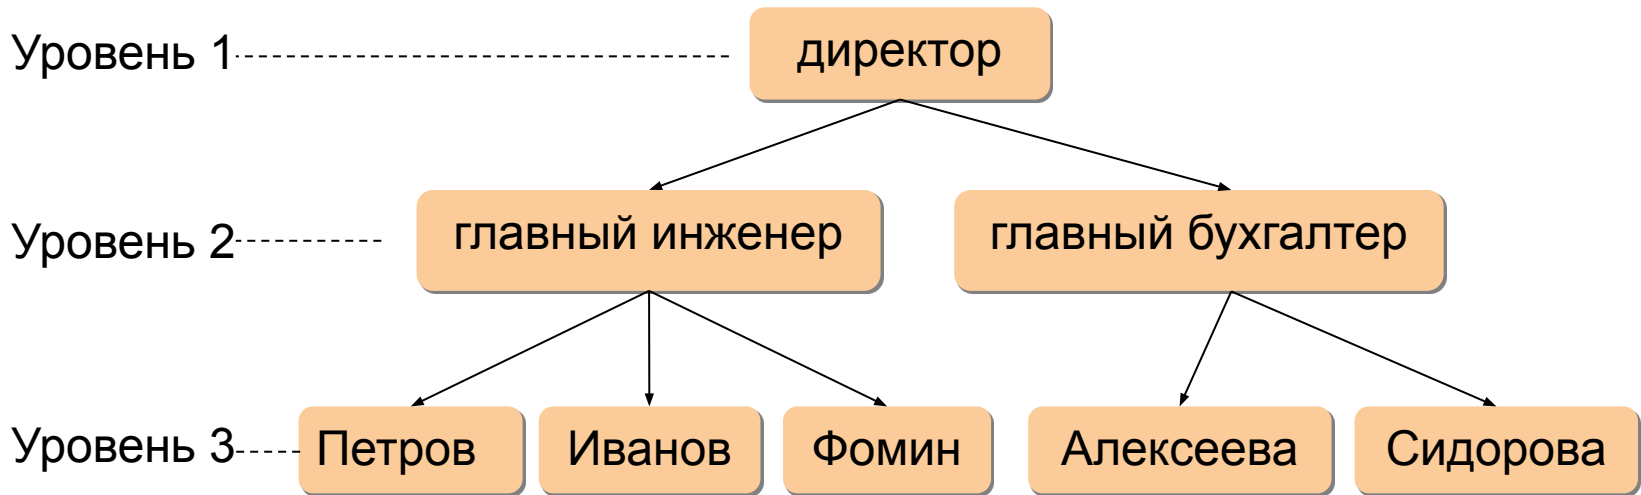 Уровень 1 директор
Уровень 2 главный инженер главный бухгалтер
Уровень 3 Петров Иванов Фомин Алексеева Сидорова